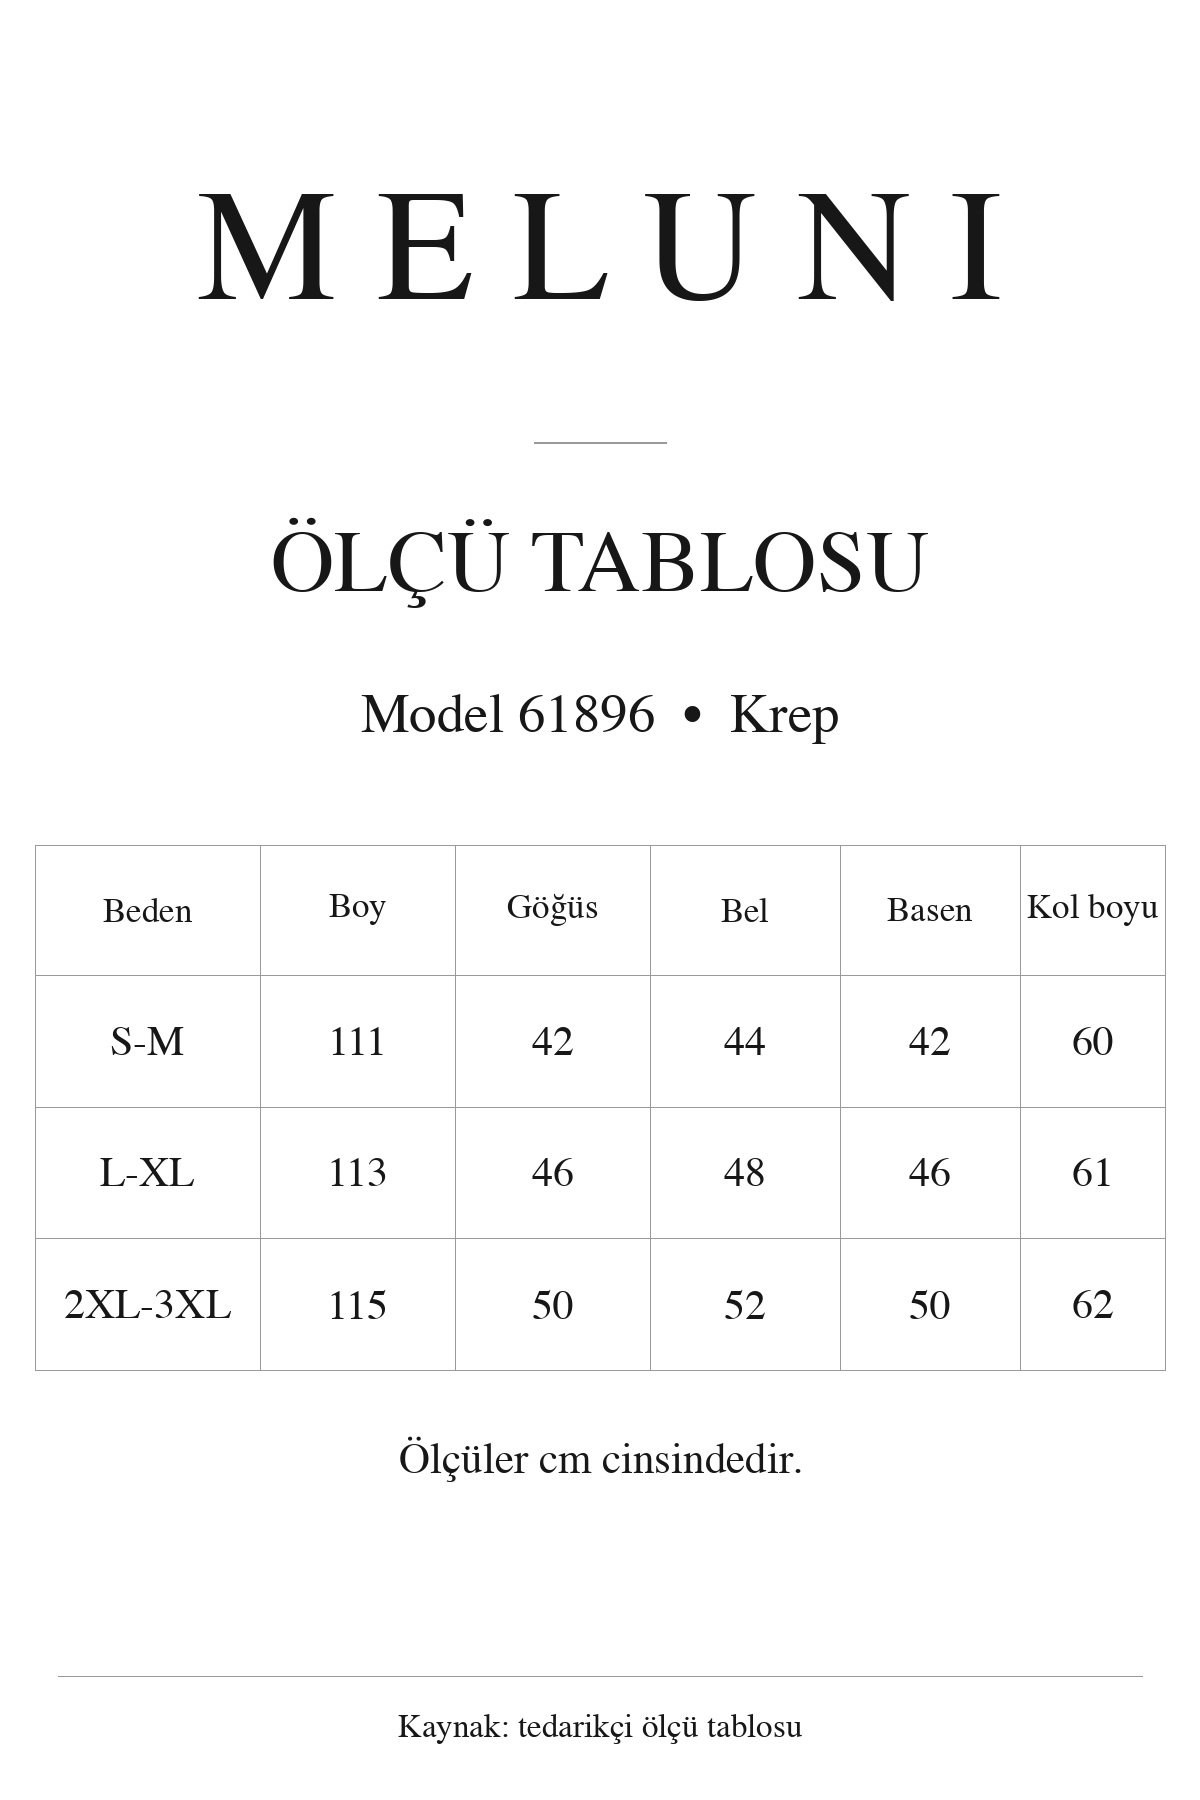 MELUNI
ÖLÇÜ TABLOSU
Model 61896 • Krep
Beden Boy Göğüs Bel Basen Kol boyu
S-M 111 42 44 42 60
L-XL 113 46 48 46 61
2XL-3XL 115 50 52 50 62
Ölçüler cm cinsindedir.
Kaynak: tedarikçi ölçü tablosu